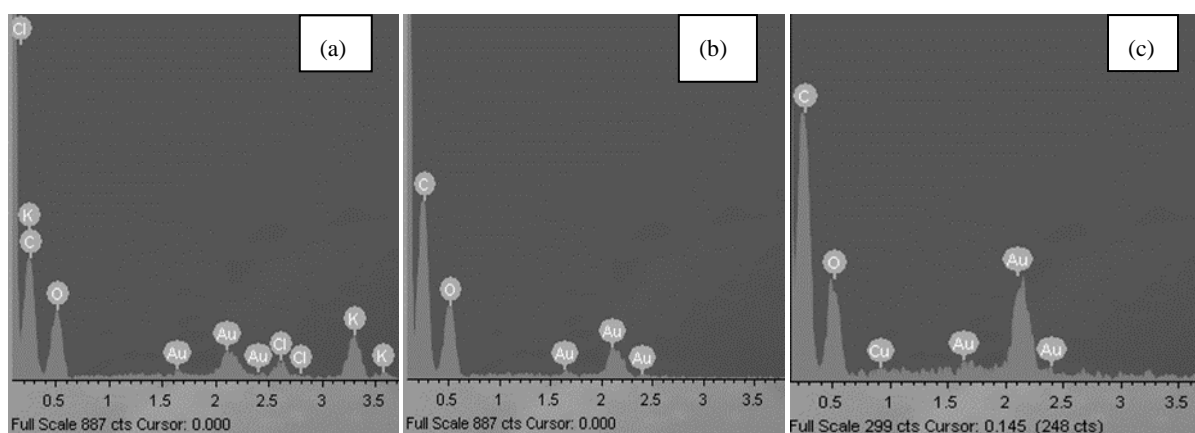 (a)
Cl
K
C
O
Au
Au
Au
Cl
Cl
K
K
0.5 1 1.5 2 2.5 3 3.5
Full Scale 887 cts Cursor: 0.000
(b)
C
O
Au
Au
Au
0.5 1 1.5 2 2.5 3 3.5
Full Scale 887 cts Cursor: 0.000
(c)
C
O
Cu
Au
Au
Au
0.5 1 1.5 2 2.5 3 3.5
Full Scale 299 cts Cursor: 0.145 (248 cts)